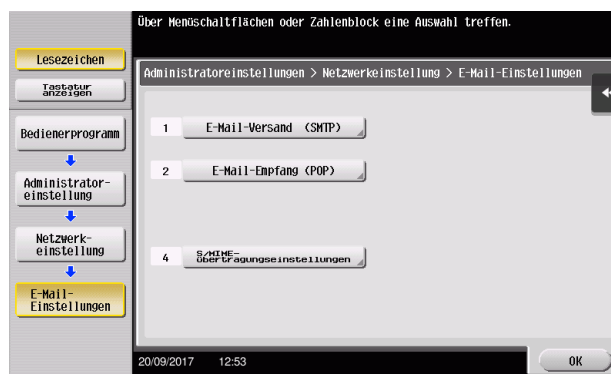 Über Menüschaltflächen oder Zahlenblock eine Auswahl treffen.
Lesezeichen
Tastatur
anzeigen
Administratoreinstellungen > Netzwerkeinstellung > E-Mail-Einstellungen
Bedienerprogramm
Administrator-
einstellung
Netzwerk-
einstellung
E-Mail-
Einstellungen
1 E-Mail-Versand (SMTP)
2 E-Mail-Empfang (POP)
4 S/MIME-
Übertragungseinstellungen
20/09/2017 12:53
OK